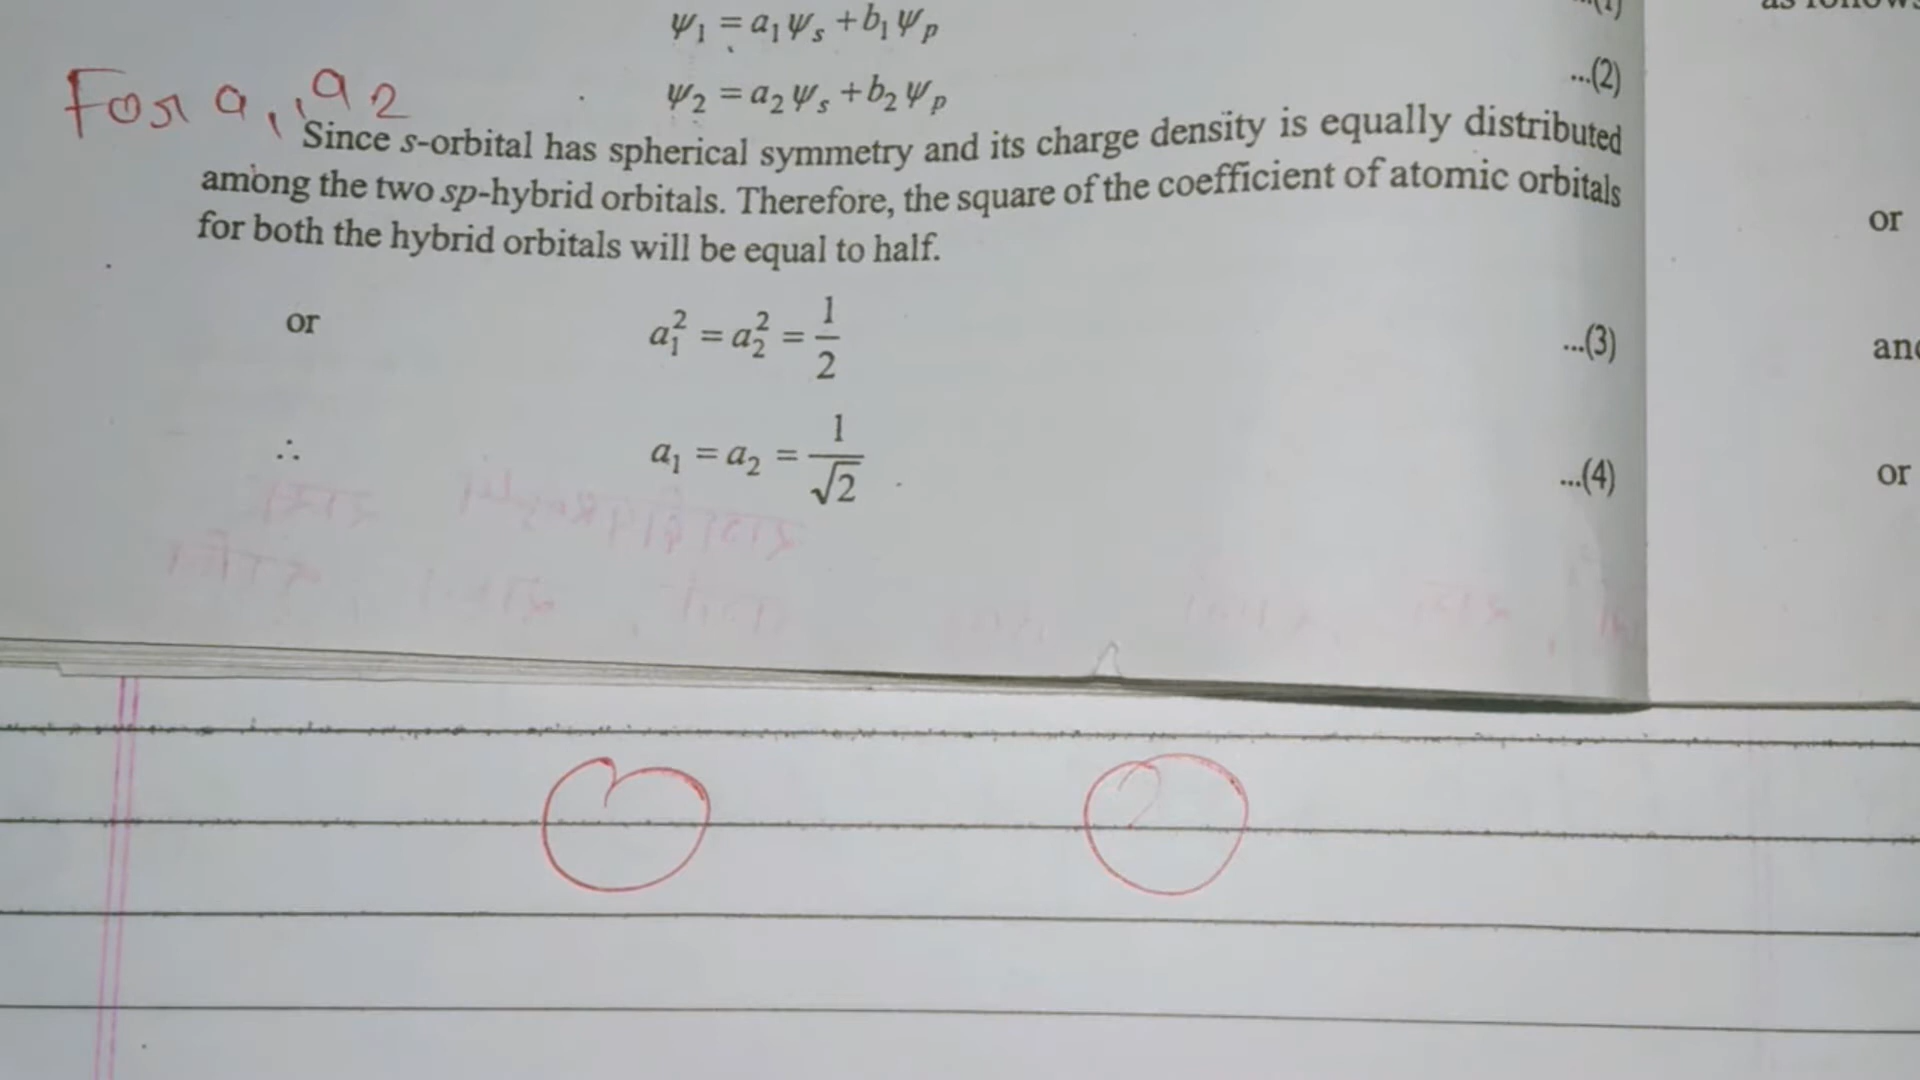 ψ₁ = a₁ψₛ + b₁ψₚ ...(1)
as follows
ψ₂ = a₂ψₛ + b₂ψₚ ...(2)
For a₁, a₂
Since s-orbital has spherical symmetry and its charge density is equally distributed
among the two sp-hybrid orbitals. Therefore, the square of the coefficient of atomic orbitals
for both the hybrid orbitals will be equal to half.
or
or a₁² = a₂² = 1/2 ...(3)
∴ a₁ = a₂ = 1/√2 ...(4)
or